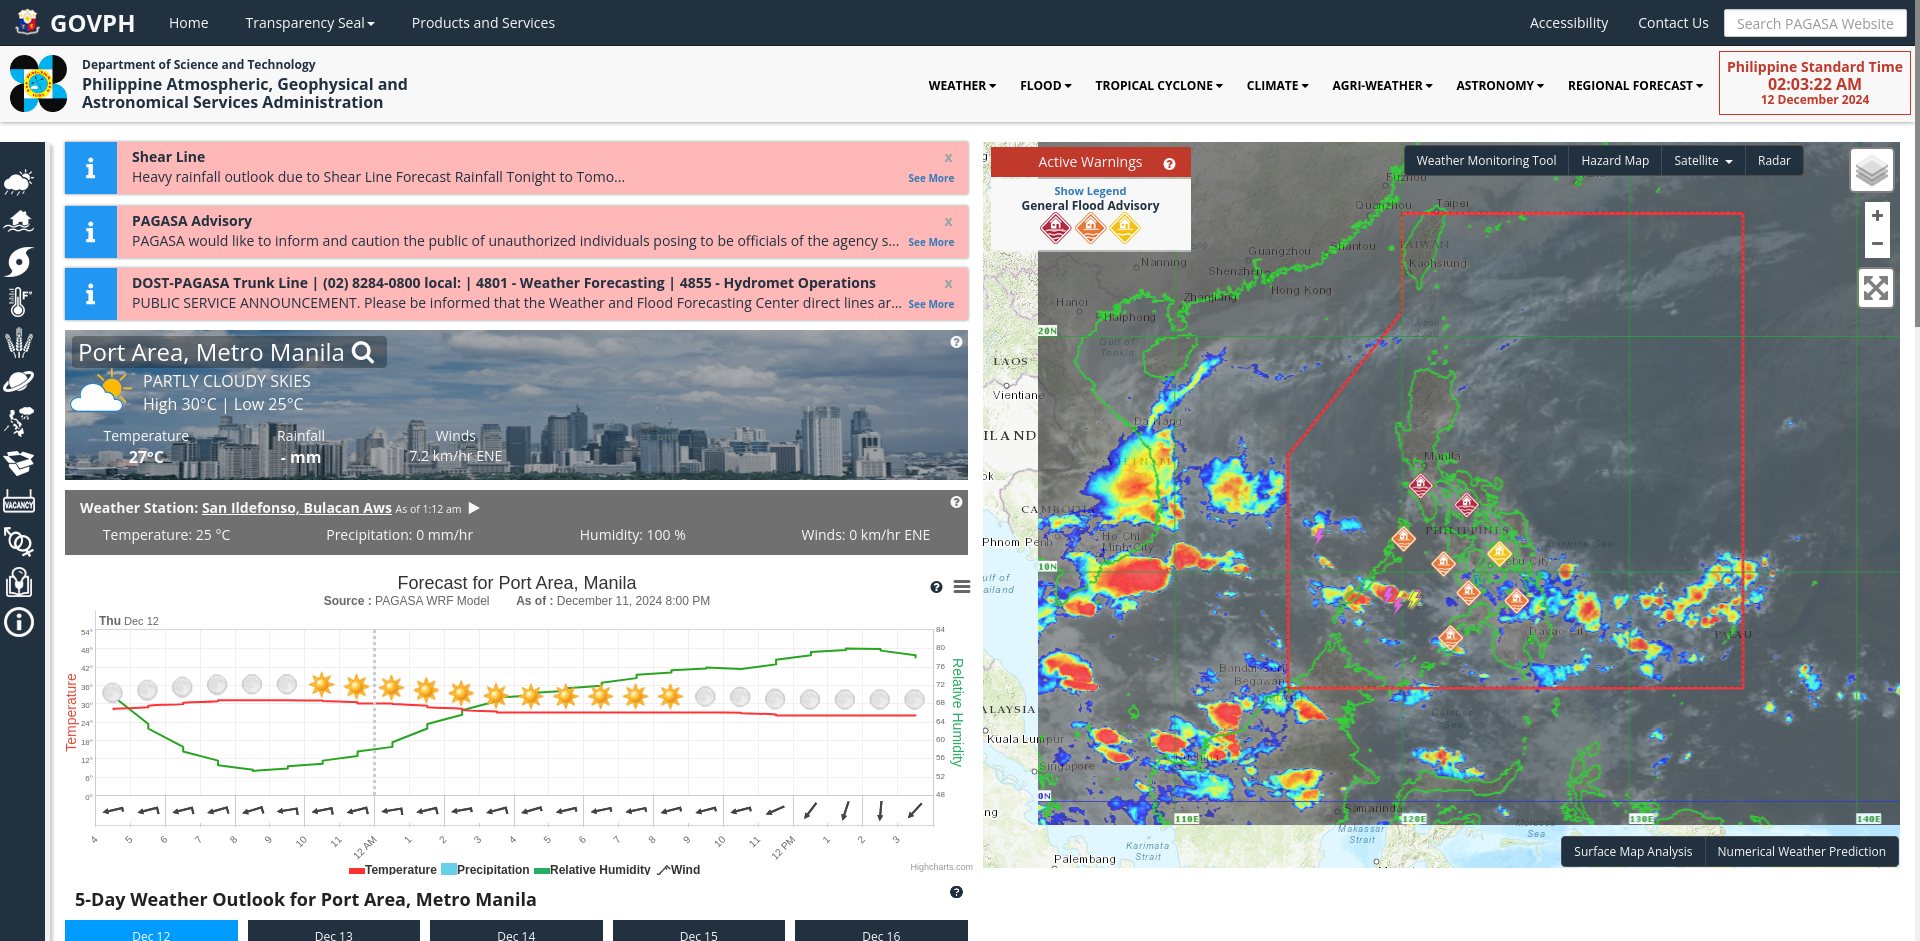 GOVPH
Home
Transparency Seal
Products and Services
Accessibility
Contact Us
Search PAGASA Website
Department of Science and Technology
Philippine Atmospheric, Geophysical and
Astronomical Services Administration
WEATHER
FLOOD
TROPICAL CYCLONE
CLIMATE
AGRI-WEATHER
ASTRONOMY
REGIONAL FORECAST
Philippine Standard Time
02:03:22 AM
12 December 2024
Shear Line
x
Heavy rainfall outlook due to Shear Line Forecast Rainfall Tonight to Tomo...
See More
PAGASA Advisory
x
PAGASA would like to inform and caution the public of unauthorized individuals posing to be officials of the agency s...
See More
DOST-PAGASA Trunk Line | (02) 8284-0800 local: | 4801 - Weather Forecasting | 4855 - Hydromet Operations
x
PUBLIC SERVICE ANNOUNCEMENT. Please be informed that the Weather and Flood Forecasting Center direct lines ar...
See More
Port Area, Metro Manila
PARTLY CLOUDY SKIES
High 30°C | Low 25°C
Temperature
27°C
Rainfall
- mm
Winds
7.2 km/hr ENE
Weather Station: San Ildefonso, Bulacan Aws As of 1:12 am
Temperature: 25 °C
Precipitation: 0 mm/hr
Humidity: 100 %
Winds: 0 km/hr ENE
Forecast for Port Area, Manila
Source : PAGASA WRF Model As of : December 11, 2024 8:00 PM
Thu Dec 12
Temperature
54°
48°
42°
36°
30°
24°
18°
12°
6°
0°
84
80
76
72
68
64
60
56
52
48
Relative Humidity
4
5
6
7
8
9
10
11
12 AM
1
2
3
4
5
6
7
8
9
10
11
12 PM
1
2
3
Temperature
Precipitation
Relative Humidity
Wind
Highcharts.com
5-Day Weather Outlook for Port Area, Metro Manila
Dec 12
Dec 13
Dec 14
Dec 15
Dec 16
Active Warnings
Show Legend
General Flood Advisory
Weather Monitoring Tool
Hazard Map
Satellite
Radar
+
−
Fuzhou
Quanzhou
Taipei
TAIWAN
Kaohsiung
Shantou
Guangzhou
Shenzhen
Hong Kong
Nanning
Zhanjiang
Hanoi
Haiphong
Gulf of
Tonkin
20N
LAOS
Vientiane
Da Nang
ILAND
VIETNAM
ok
CAMBODIA
Phnom Penh
Ho Chi
Minh City
10N
ulf of
ailand
Luzon
Manila
PHILIPPINES
Philippine Sea
ebu City
Davao City
PALAU
Bandar Seri
Begawan
ALAYSIA
Kuala Lumpur
Singapore
Kuching
Celebes
Sea
0N
Samarinda
110E
120E
130E
140E
ng
Palembang
Karimata
Strait
Makassar
Strait
Molucca
Sea
Surface Map Analysis
Numerical Weather Prediction